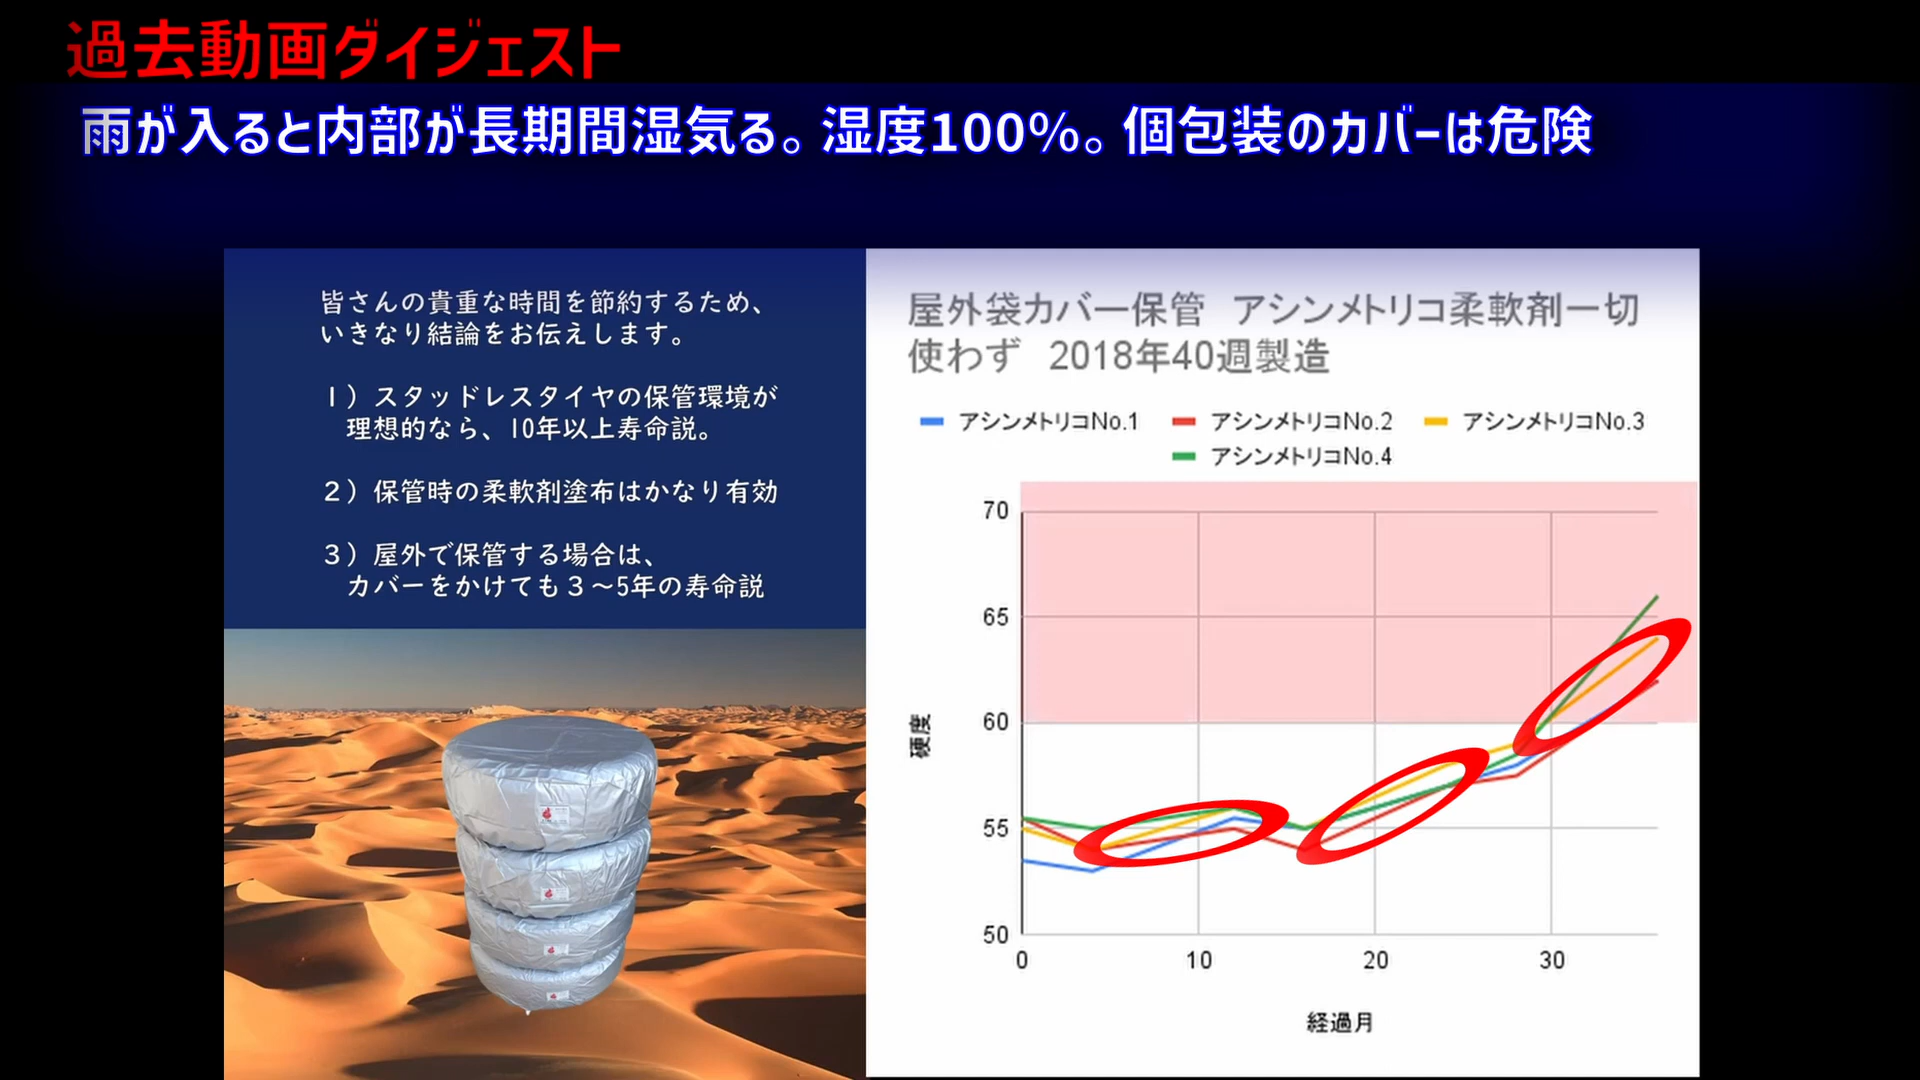 過去動画ダイジェスト
雨が入ると内部が長期間湿気る。湿度100%。個包装のカバーは危険
皆さんの貴重な時間を節約するため、
いきなり結論をお伝えします。
1）スタッドレスタイヤの保管環境が
理想的なら、10年以上寿命説。
2）保管時の柔軟剤塗布はかなり有効
3）屋外で保管する場合は、
カバーをかけても3～5年の寿命説
屋外袋カバー保管　アシンメトリコ柔軟剤一切
使わず　2018年40週製造
アシンメトリコNo.1
アシンメトリコNo.2
アシンメトリコNo.3
アシンメトリコNo.4
70
65
60
55
50
硬度
0
10
20
30
経過月